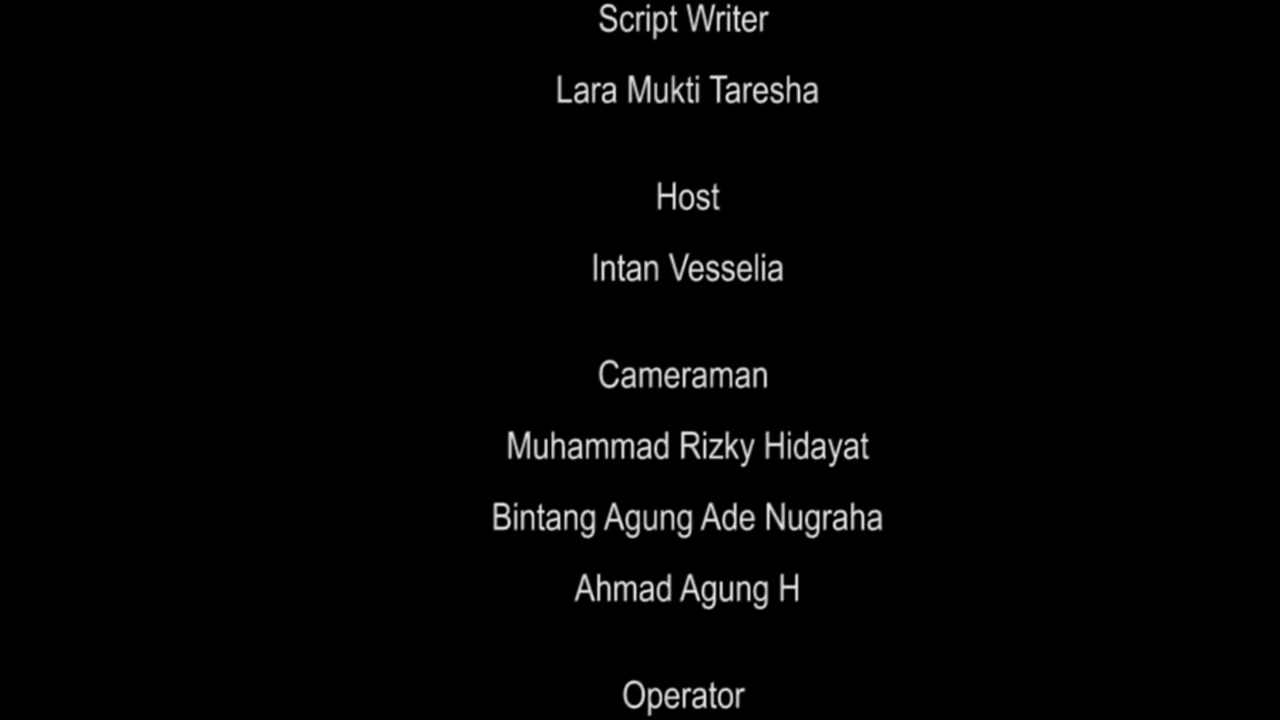 Script Writer
Lara Mukti Taresha
Host
Intan Vesselia
Cameraman
Muhammad Rizky Hidayat
Bintang Agung Ade Nugraha
Ahmad Agung H
Operator